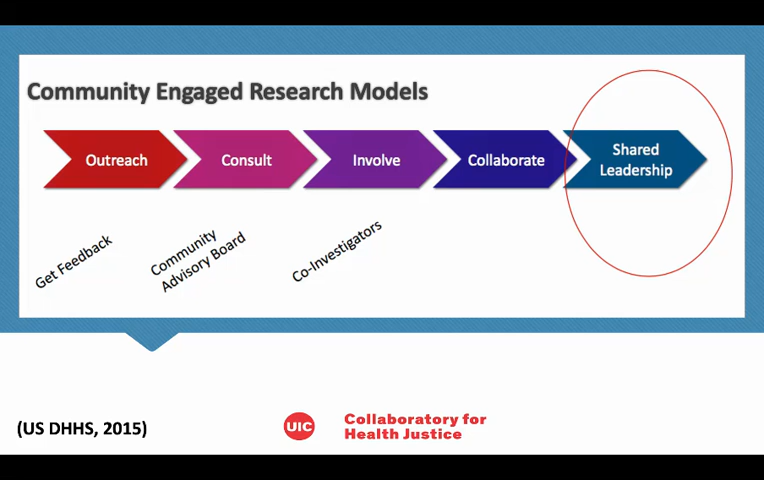 Community Engaged Research Models
Outreach
Consult
Involve
Collaborate
Shared
Leadership
Get Feedback
Community
Advisory Board
Co-Investigators
(US DHHS, 2015)
UIC
Collaboratory for
Health Justice